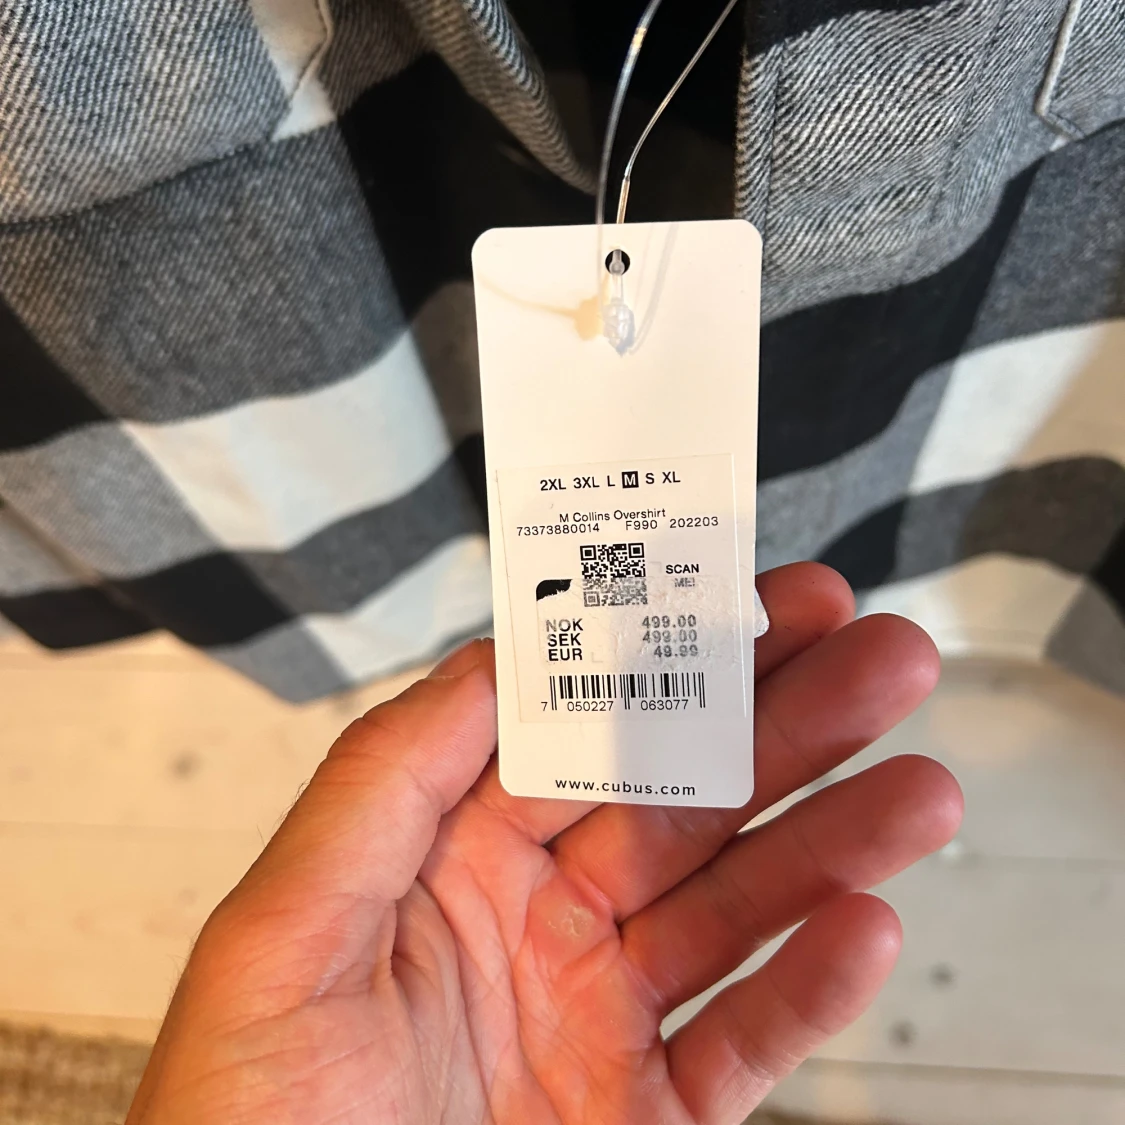 2XL 3XL L M S XL
M Collins Overshirt
73373880014 F990 202203
SCAN
ME!
NOK 499.00
SEK 499.00
EUR 49.99
7 050227 063077
www.cubus.com